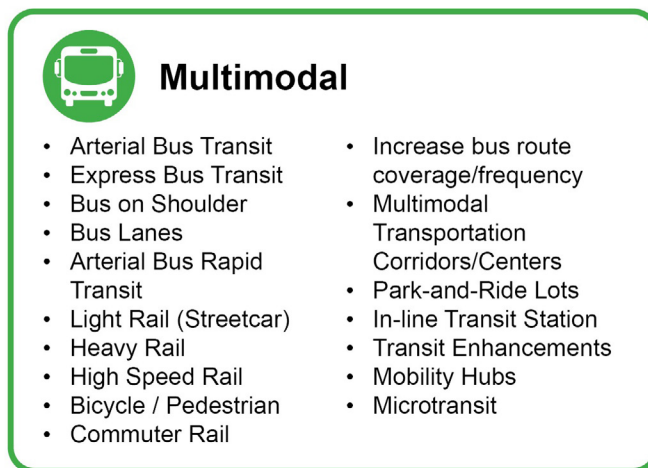 Multimodal
• Arterial Bus Transit
• Express Bus Transit
• Bus on Shoulder
• Bus Lanes
• Arterial Bus Rapid
Transit
• Light Rail (Streetcar)
• Heavy Rail
• High Speed Rail
• Bicycle / Pedestrian
• Commuter Rail
• Increase bus route
coverage/frequency
• Multimodal
Transportation
Corridors/Centers
• Park-and-Ride Lots
• In-line Transit Station
• Transit Enhancements
• Mobility Hubs
• Microtransit